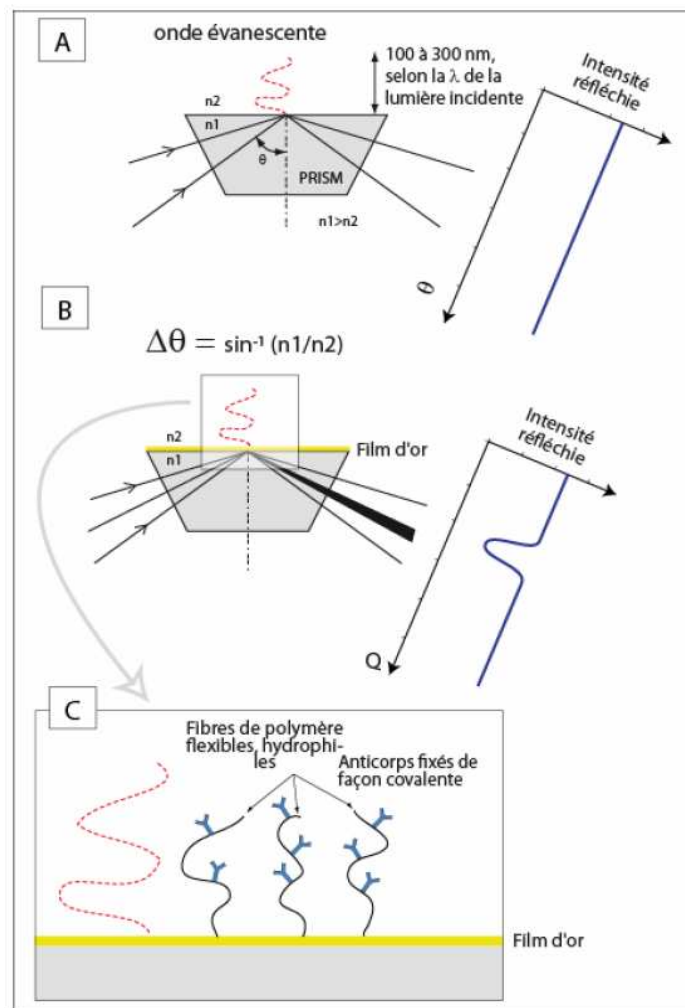 A
onde évanescente
100 à 300 nm,
selon la λ de la
lumière incidente
n2
n1
θ
PRISM
n1>n2
Intensité
réfléchie
θ
B
Δθ = sin⁻¹ (n1/n2)
n2
n1
Film d'or
Intensité
réfléchie
Q
C
Fibres de polymère
flexibles, hydrophi-
les
Anticorps fixés de
façon covalente
Film d'or